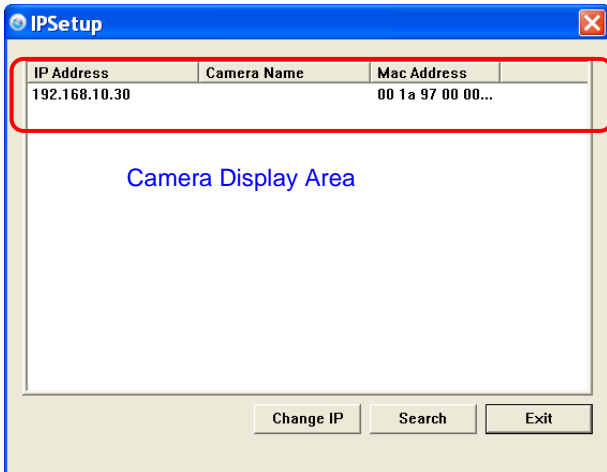 IPSetup
IP Address Camera Name Mac Address
192.168.10.30 00 1a 97 00 00...
Camera Display Area
Change IP Search Exit